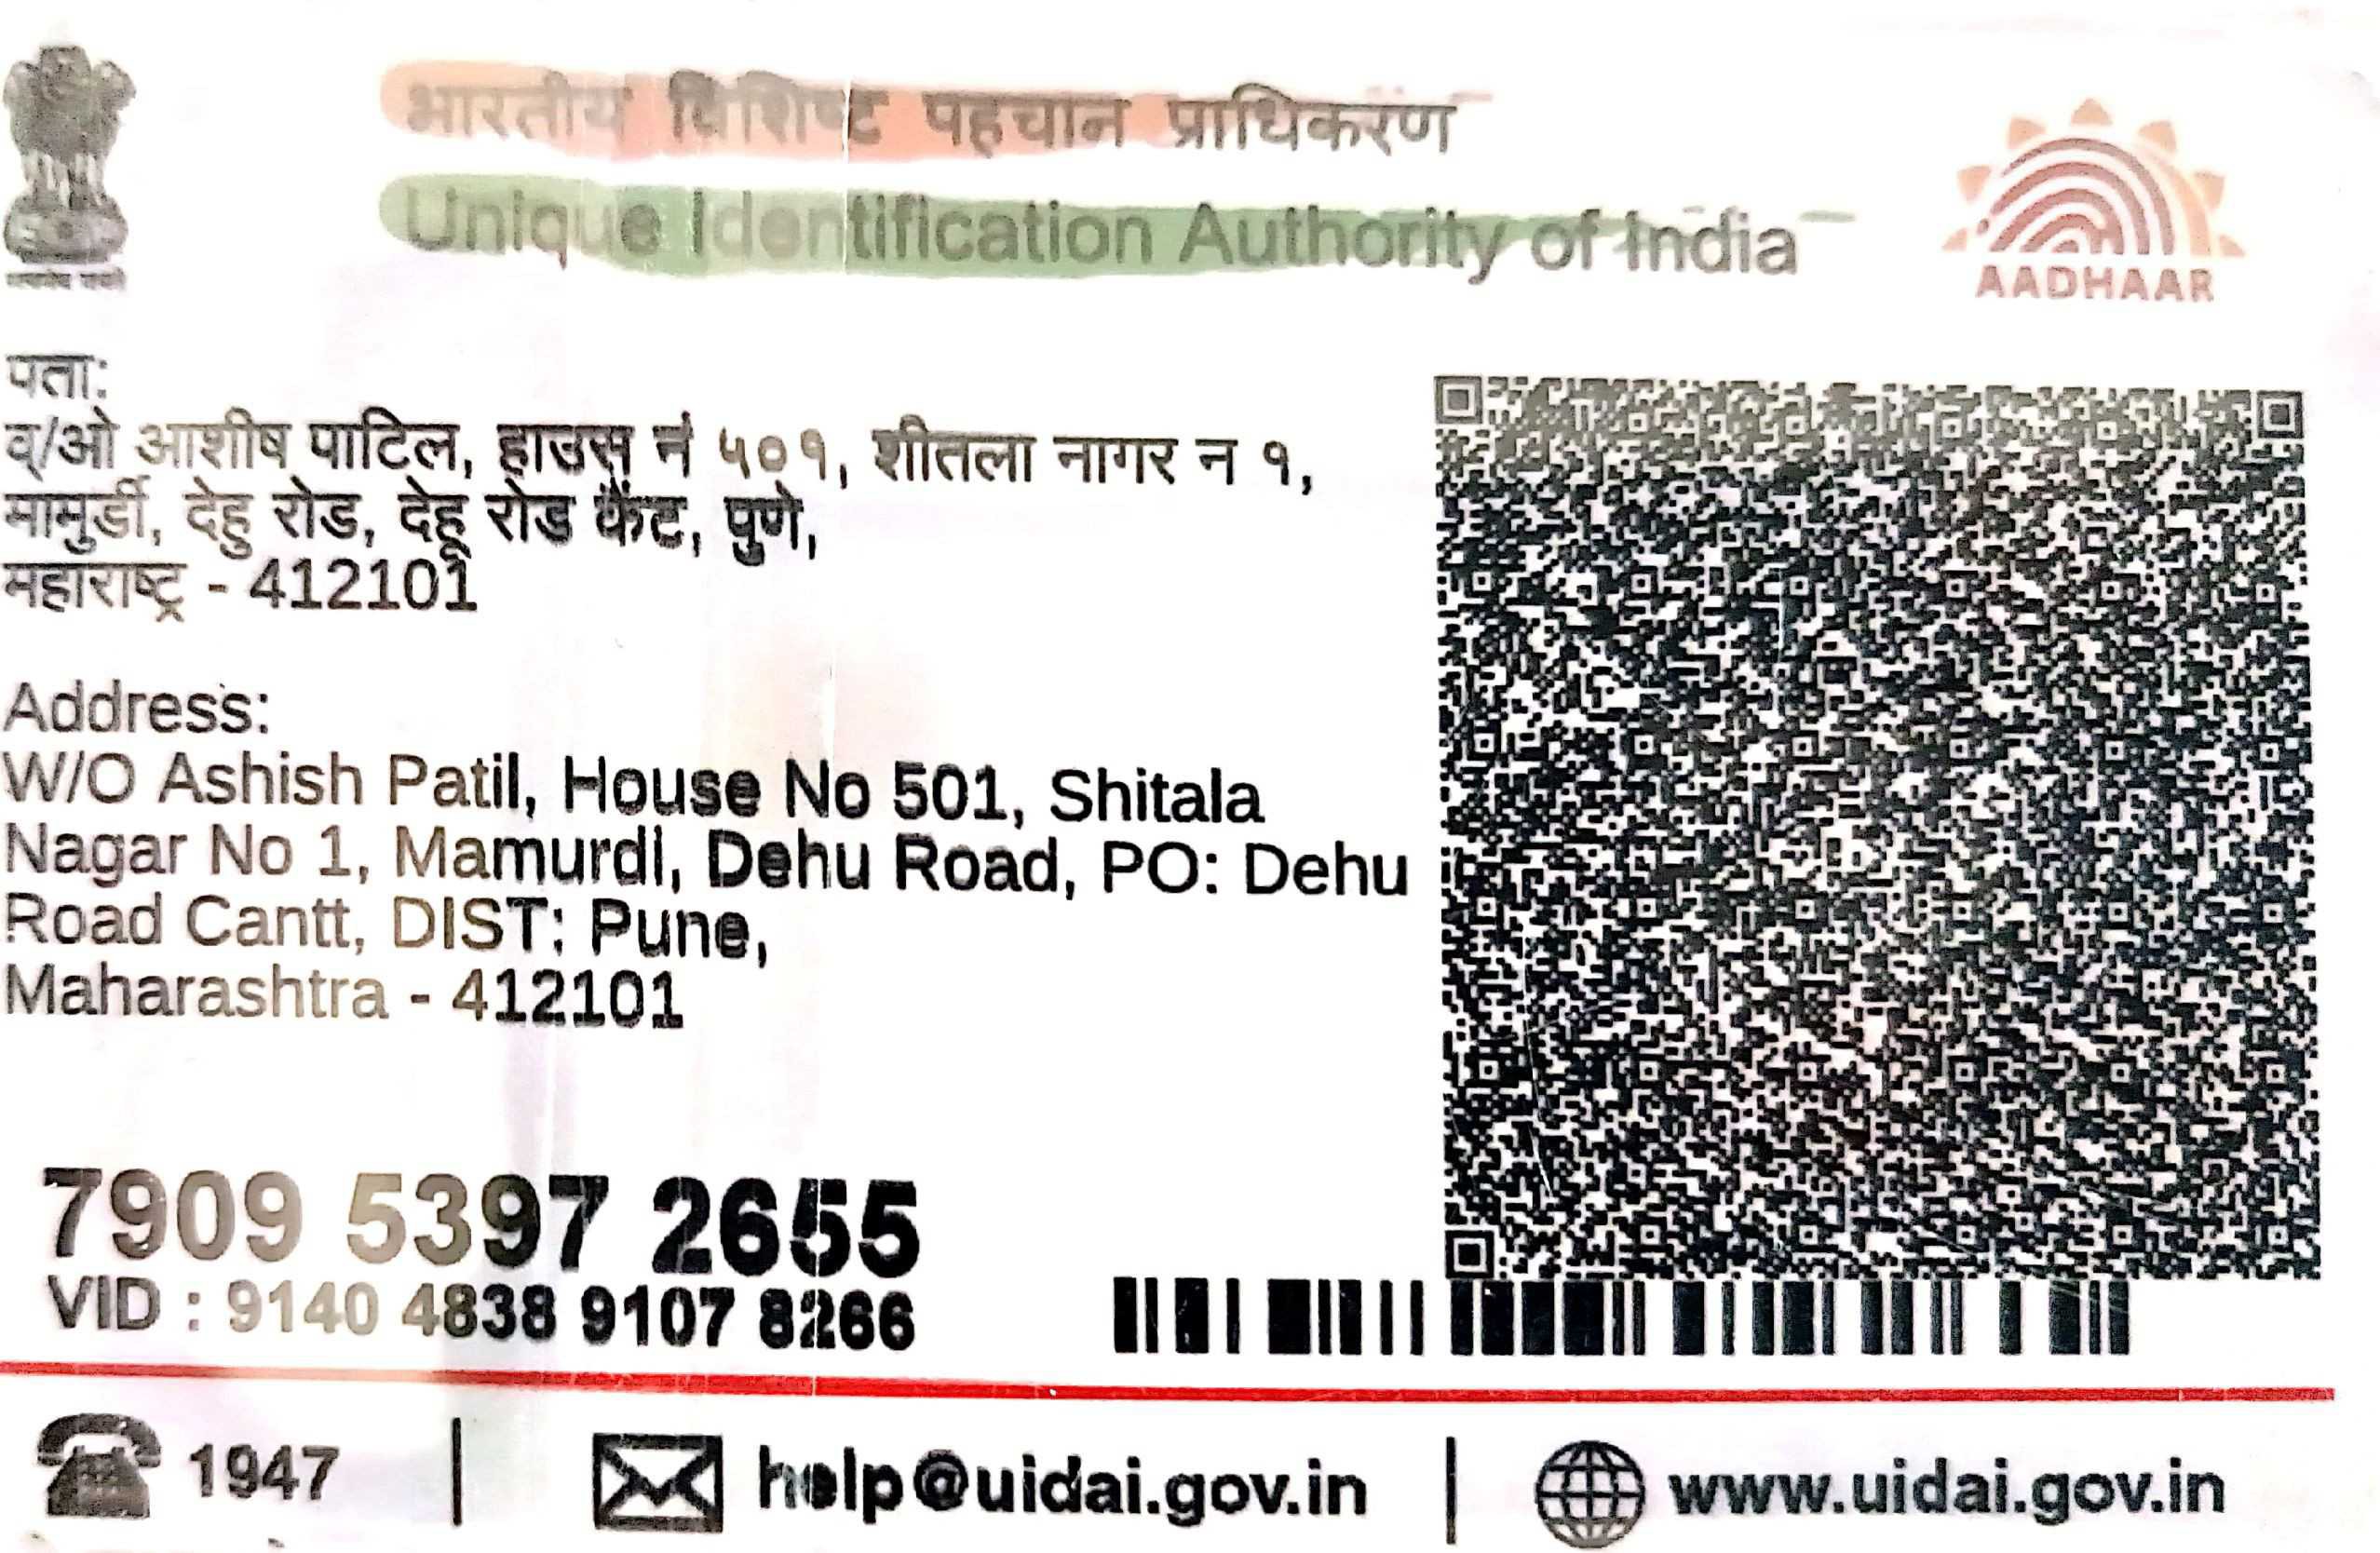 भारतीय विशिष्ट पहचान प्राधिकरण
Unique Identification Authority of India
AADHAAR
पता:
व/ओ आशीष पाटिल, हाउस नं ५०१, शीतला नागर न १,
मामुर्डी, देहु रोड, देहू रोड कैंट, पुणे,
महाराष्ट्र - 412101
Address:
W/O Ashish Patil, House No 501, Shitala
Nagar No 1, Mamurdi, Dehu Road, PO: Dehu
Road Cantt, DIST: Pune,
Maharashtra - 412101
7909 5397 2655
VID : 9140 4838 9107 8266
1947
help@uidai.gov.in
www.uidai.gov.in